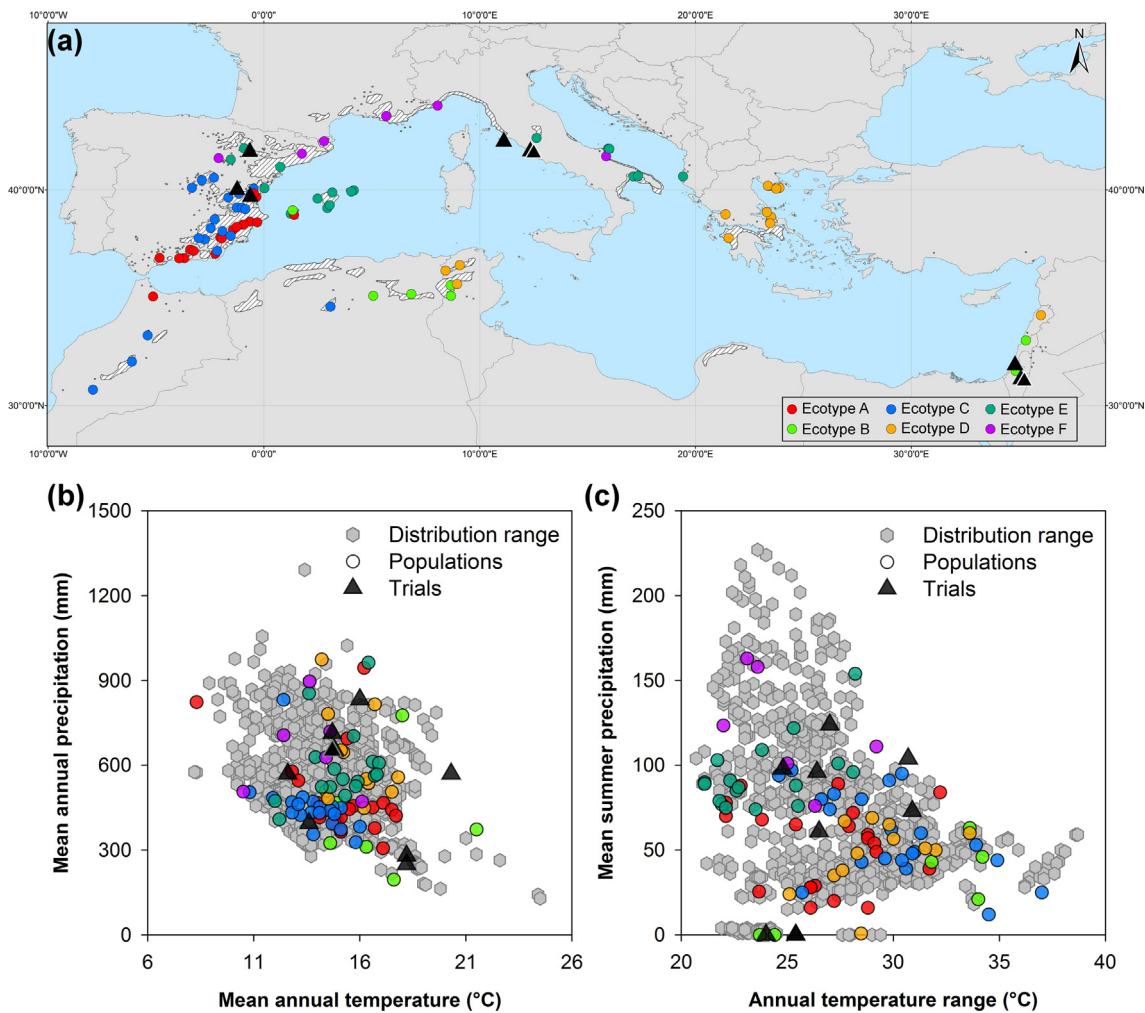 (a)
10°0'0"W 0°0'0" 10°0'0"E 20°0'0"E 30°0'0"E
N
40°0'0"N 40°0'0"N
30°0'0"N 30°0'0"N
Ecotype A Ecotype C Ecotype E
Ecotype B Ecotype D Ecotype F
10°0'0"W 0°0'0" 10°0'0"E 20°0'0"E 30°0'0"E
(b)
Mean annual precipitation (mm)
1500
1200
900
600
300
0
Distribution range
Populations
Trials
6 11 16 21 26
Mean annual temperature (°C)
(c)
Mean summer precipitation (mm)
250
200
150
100
50
0
Distribution range
Populations
Trials
20 25 30 35 40
Annual temperature range (°C)